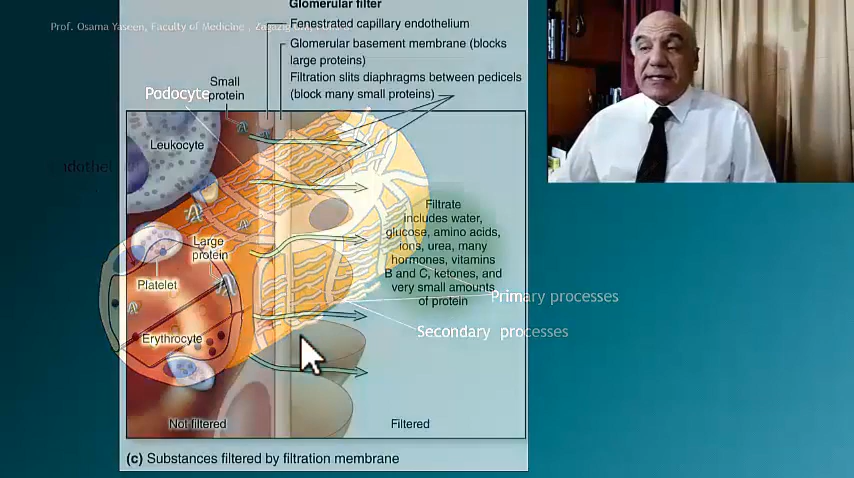 Glomerular filter
Prof. Osama Yaseen, Faculty of Medicine , Zagazig
Fenestrated capillary endothelium
Glomerular basement membrane (blocks
large proteins)
Filtration slits diaphragms between pedicels
(block many small proteins)
Small
protein
Podocyte
Leukocyte
Large
protein
Platelet
Erythrocyte
Filtrate
includes water,
glucose, amino acids,
ions, urea, many
hormones, vitamins
B and C, ketones, and
very small amounts
of protein
Primary processes
Secondary processes
Not filtered
Filtered
(c) Substances filtered by filtration membrane